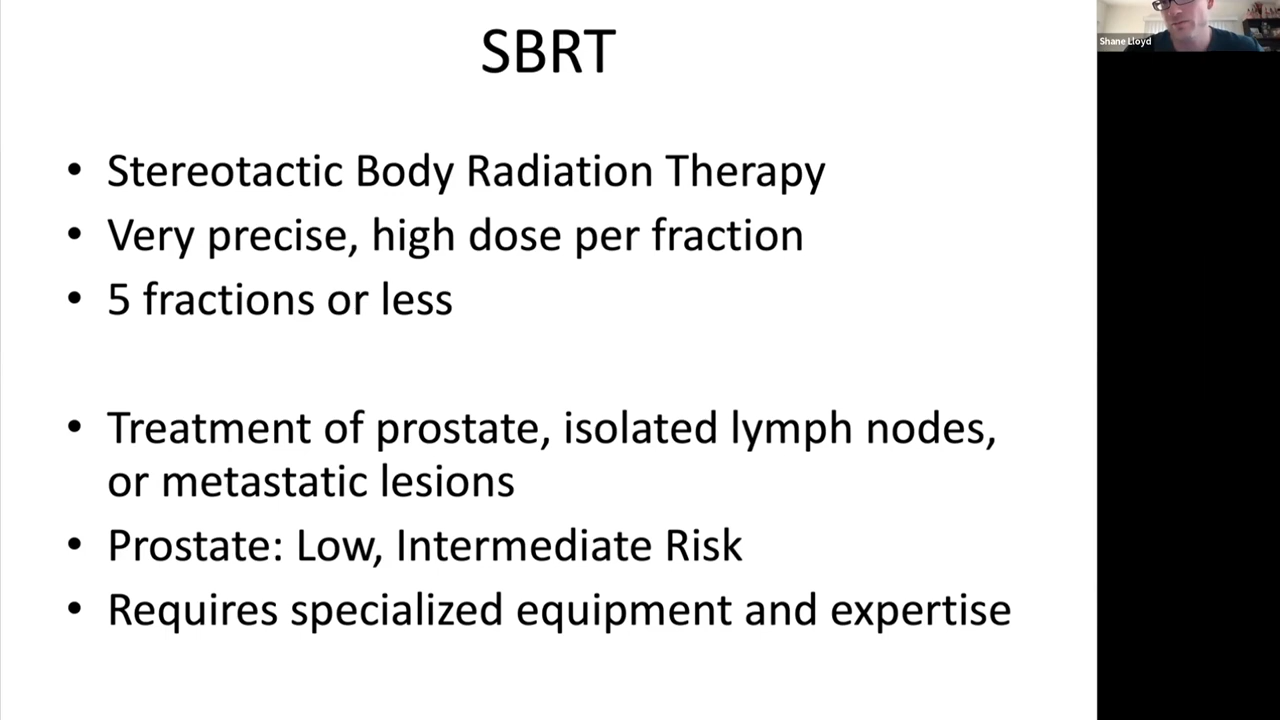 SBRT
Shane Lloyd
• Stereotactic Body Radiation Therapy
• Very precise, high dose per fraction
• 5 fractions or less
• Treatment of prostate, isolated lymph nodes,
or metastatic lesions
• Prostate: Low, Intermediate Risk
• Requires specialized equipment and expertise